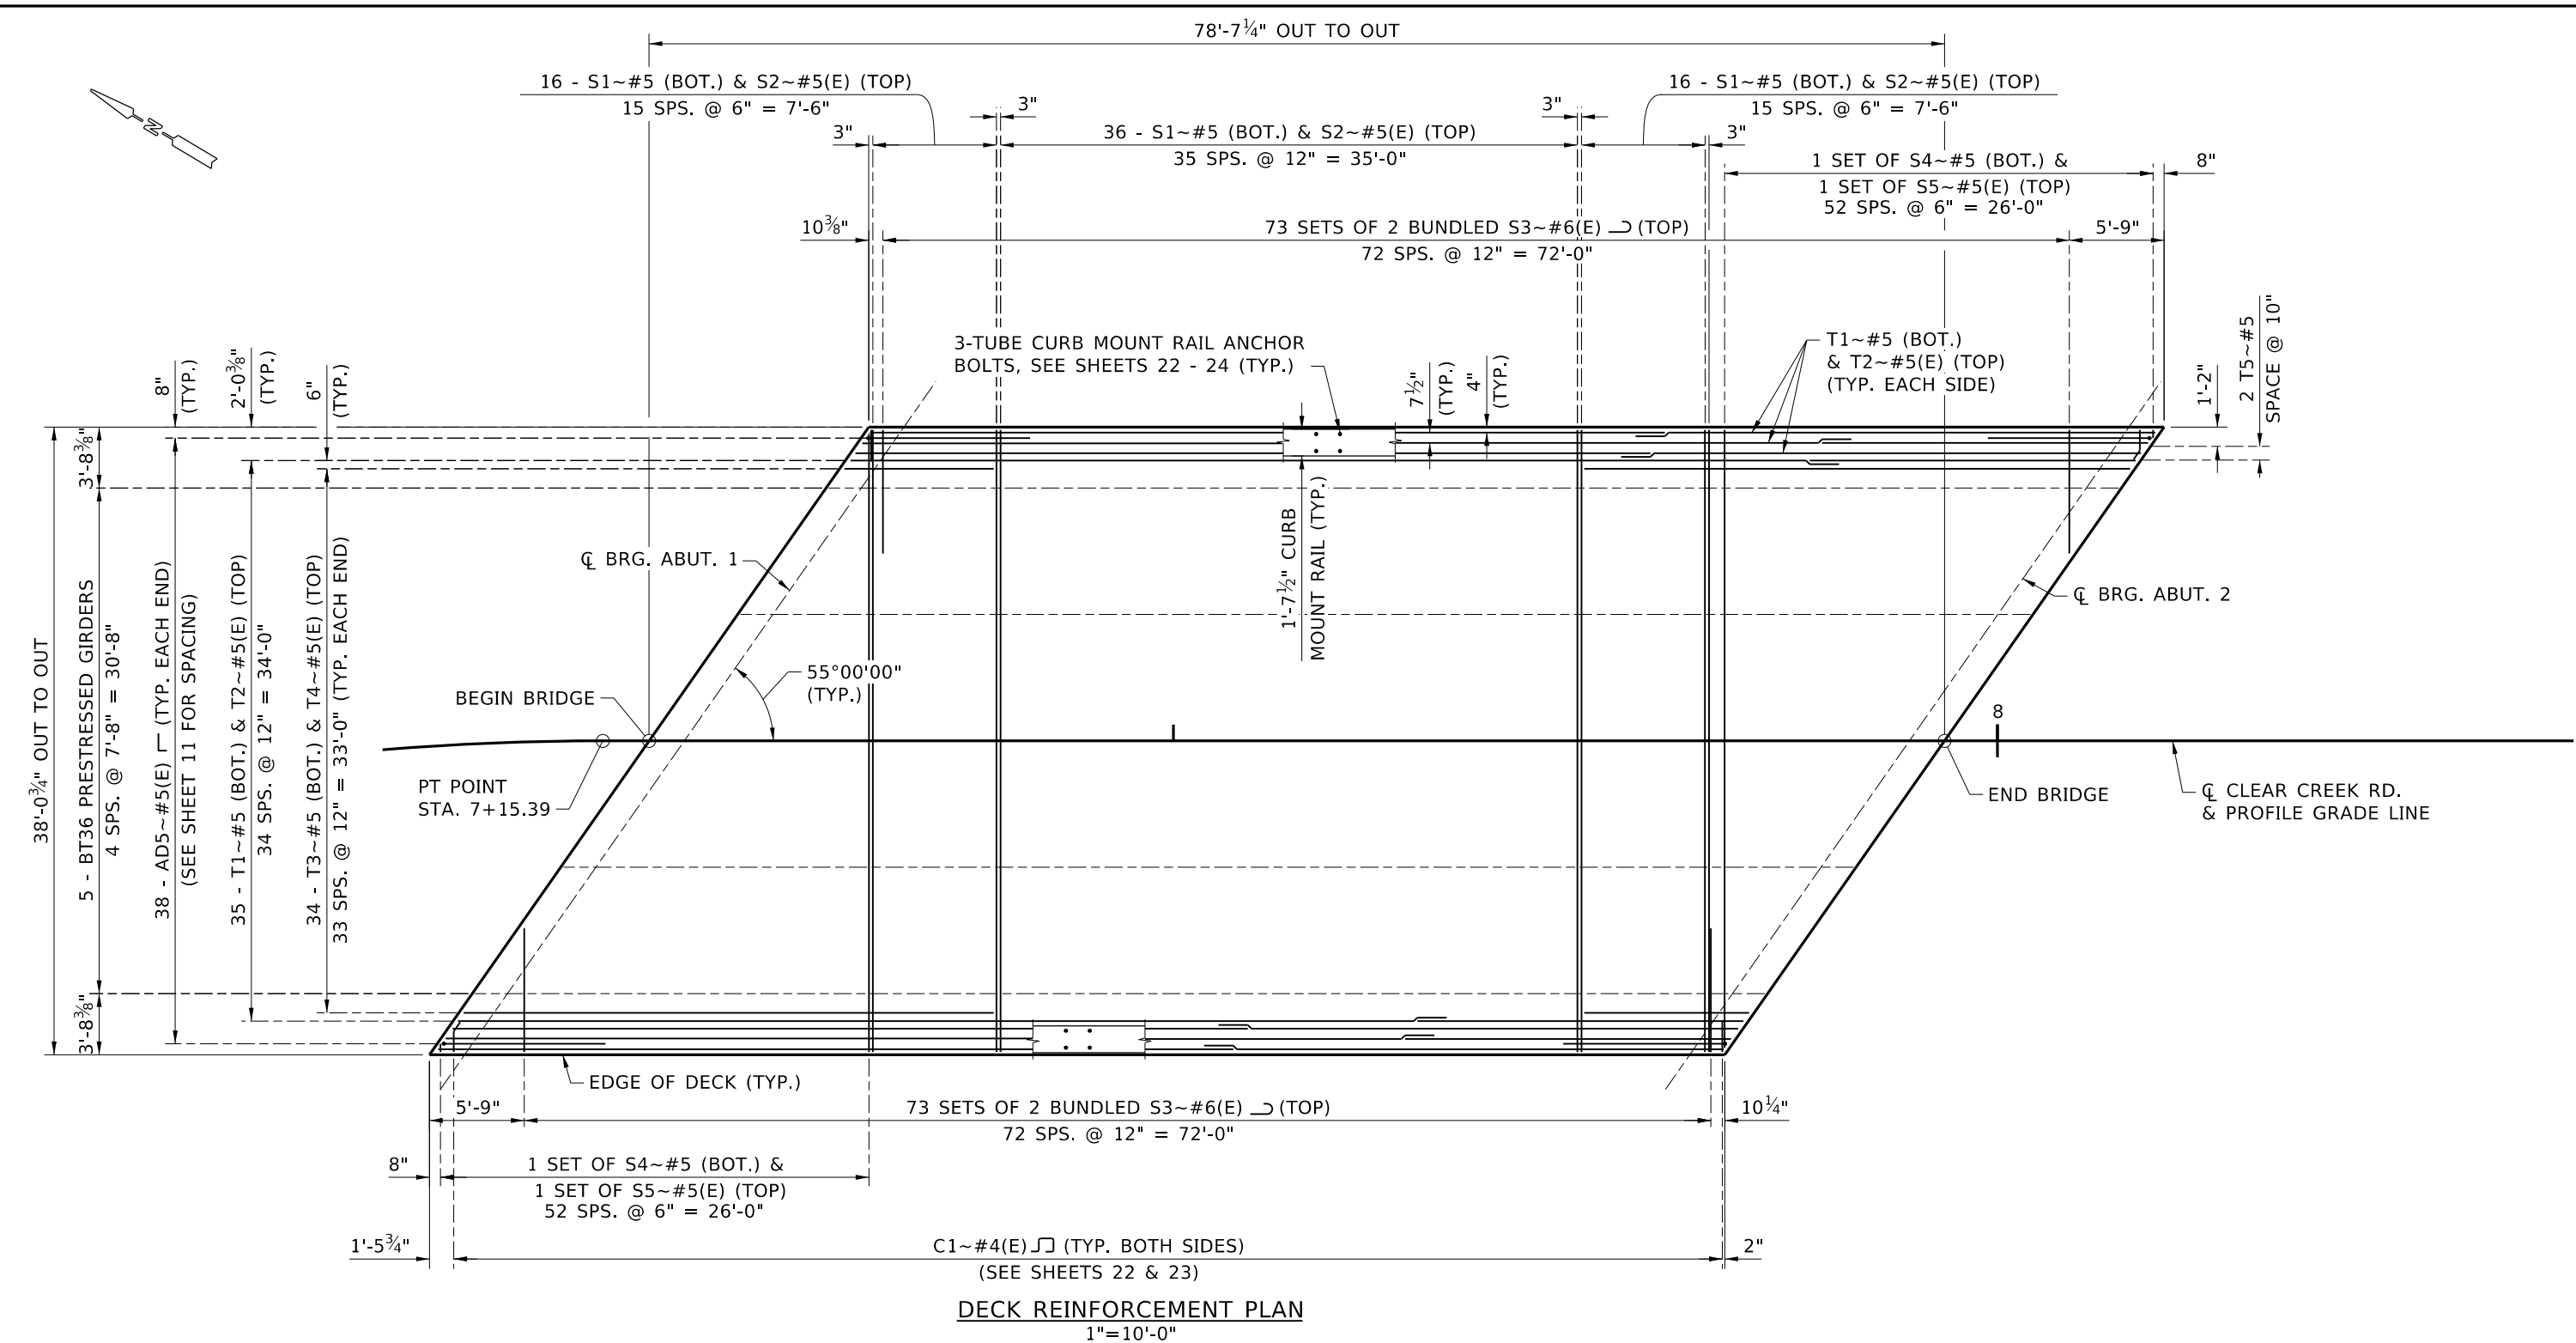 78'-7¼" OUT TO OUT
16 - S1~#5 (BOT.) & S2~#5(E) (TOP)
15 SPS. @ 6" = 7'-6"
16 - S1~#5 (BOT.) & S2~#5(E) (TOP)
15 SPS. @ 6" = 7'-6"
3"
3"
3"
36 - S1~#5 (BOT.) & S2~#5(E) (TOP)
35 SPS. @ 12" = 35'-0"
3"
1 SET OF S4~#5 (BOT.) &
1 SET OF S5~#5(E) (TOP)
52 SPS. @ 6" = 26'-0"
8"
N
10⅜"
73 SETS OF 2 BUNDLED S3~#6(E) (TOP)
72 SPS. @ 12" = 72'-0"
5'-9"
3-TUBE CURB MOUNT RAIL ANCHOR
BOLTS, SEE SHEETS 22 - 24 (TYP.)
7½"
(TYP.)
4"
(TYP.)
T1~#5 (BOT.)
& T2~#5(E) (TOP)
(TYP. EACH SIDE)
1'-2"
2 T5~#5
SPACE @ 10"
8"
(TYP.)
2'-0⅜"
(TYP.)
6"
(TYP.)
38'-0¾" OUT TO OUT
3'-8⅜"
5 - BT36 PRESTRESSED GIRDERS
4 SPS. @ 7'-8" = 30'-8"
3'-8⅜"
38 - AD5~#5(E) (TYP. EACH END)
(SEE SHEET 11 FOR SPACING)
35 - T1~#5 (BOT.) & T2~#5(E) (TOP)
34 SPS. @ 12" = 34'-0"
34 - T3~#5 (BOT.) & T4~#5(E) (TOP)
33 SPS. @ 12" = 33'-0" (TYP. EACH END)
℄ BRG. ABUT. 1
1'-7½" CURB
MOUNT RAIL (TYP.)
℄ BRG. ABUT. 2
55°00'00"
(TYP.)
BEGIN BRIDGE
8
PT POINT
STA. 7+15.39
END BRIDGE
℄ CLEAR CREEK RD.
& PROFILE GRADE LINE
EDGE OF DECK (TYP.)
5'-9"
73 SETS OF 2 BUNDLED S3~#6(E) (TOP)
72 SPS. @ 12" = 72'-0"
10¼"
8"
1 SET OF S4~#5 (BOT.) &
1 SET OF S5~#5(E) (TOP)
52 SPS. @ 6" = 26'-0"
1'-5¾"
C1~#4(E) (TYP. BOTH SIDES)
(SEE SHEETS 22 & 23)
2"
DECK REINFORCEMENT PLAN
1"=10'-0"